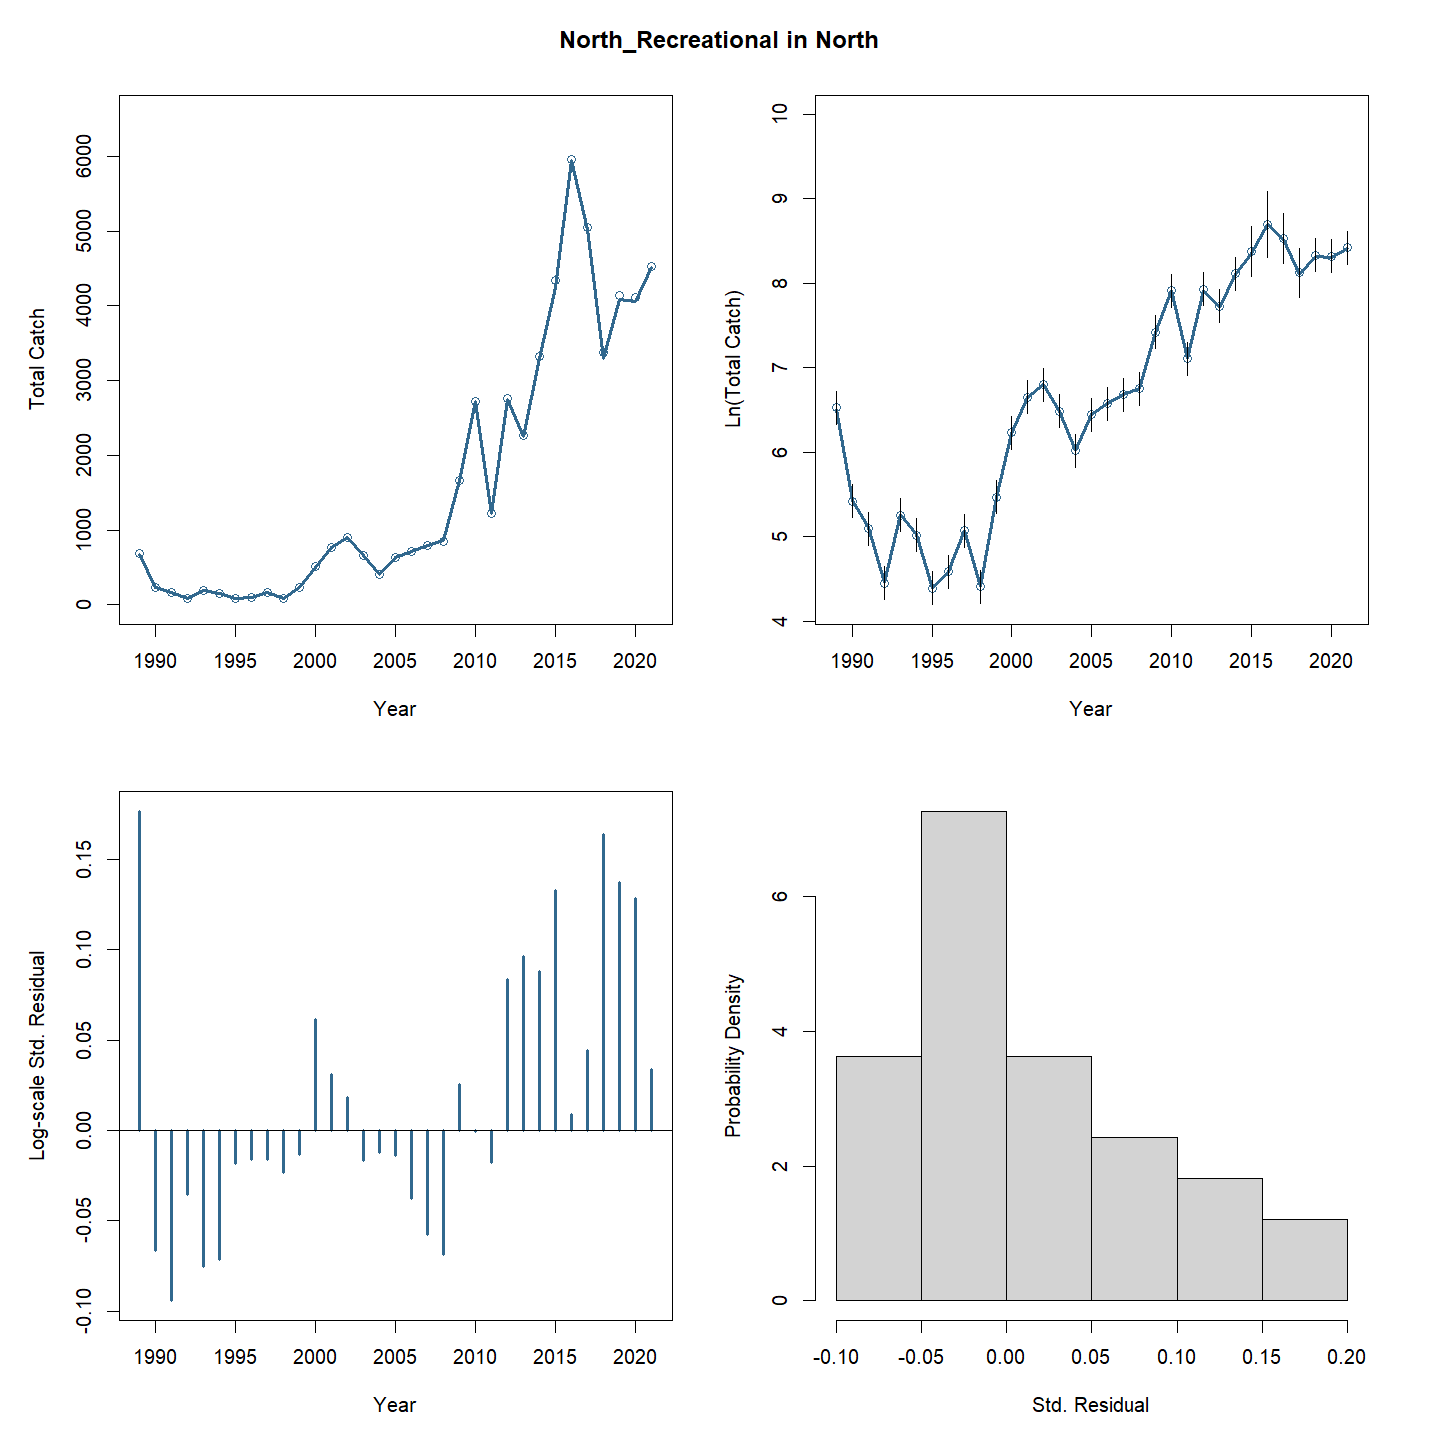 North_Recreational in North
Total Catch
0 1000 2000 3000 4000 5000 6000
1990 1995 2000 2005 2010 2015 2020
Year
Ln(Total Catch)
4 5 6 7 8 9 10
1990 1995 2000 2005 2010 2015 2020
Year
Log-scale Std. Residual
-0.10 -0.05 0.00 0.05 0.10 0.15
1990 1995 2000 2005 2010 2015 2020
Year
Probability Density
0 2 4 6
-0.10 -0.05 0.00 0.05 0.10 0.15 0.20
Std. Residual